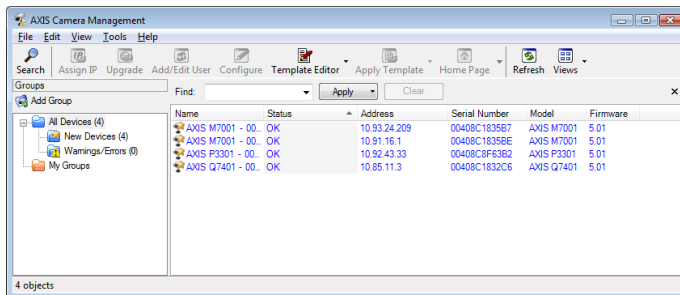 AXIS Camera Management
File Edit View Tools Help
Search Assign IP Upgrade Add/Edit User Configure Template Editor Apply Template Home Page Refresh Views
Groups
Find: Apply Clear
Add Group
Name Status Address Serial Number Model Firmware
All Devices (4)
New Devices (4)
Warnings/Errors (0)
My Groups
AXIS M7001 - 00... OK 10.93.24.209 00408C1835B7 AXIS M7001 5.01
AXIS M7001 - 00... OK 10.91.16.1 00408C1835BE AXIS M7001 5.01
AXIS P3301 - 00... OK 10.92.43.33 00408C8F63B2 AXIS P3301 5.01
AXIS Q7401 - 00... OK 10.85.11.3 00408C1832C6 AXIS Q7401 5.01
4 objects